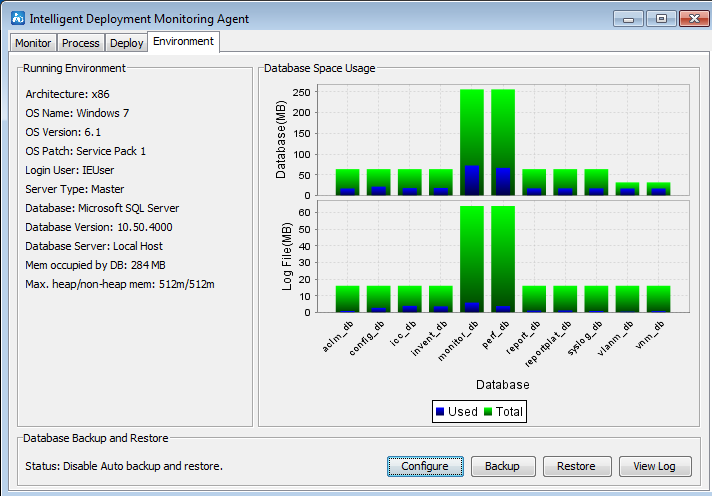 Intelligent Deployment Monitoring Agent
Monitor Process Deploy Environment
Running Environment
Architecture: x86
OS Name: Windows 7
OS Version: 6.1
OS Patch: Service Pack 1
Login User: IEUser
Server Type: Master
Database: Microsoft SQL Server
Database Version: 10.50.4000
Database Server: Local Host
Mem occupied by DB: 284 MB
Max. heap/non-heap mem: 512m/512m
Database Space Usage
Database(MB)
250
200
150
100
50
0
Log File(MB)
60
50
40
30
20
10
0
aclm_db config_db icc_db invent_db monitor_db perf_db report_db reportplat_db syslog_db vlanm_db vnm_db
Database
Used Total
Database Backup and Restore
Status: Disable Auto backup and restore.
Configure Backup Restore View Log